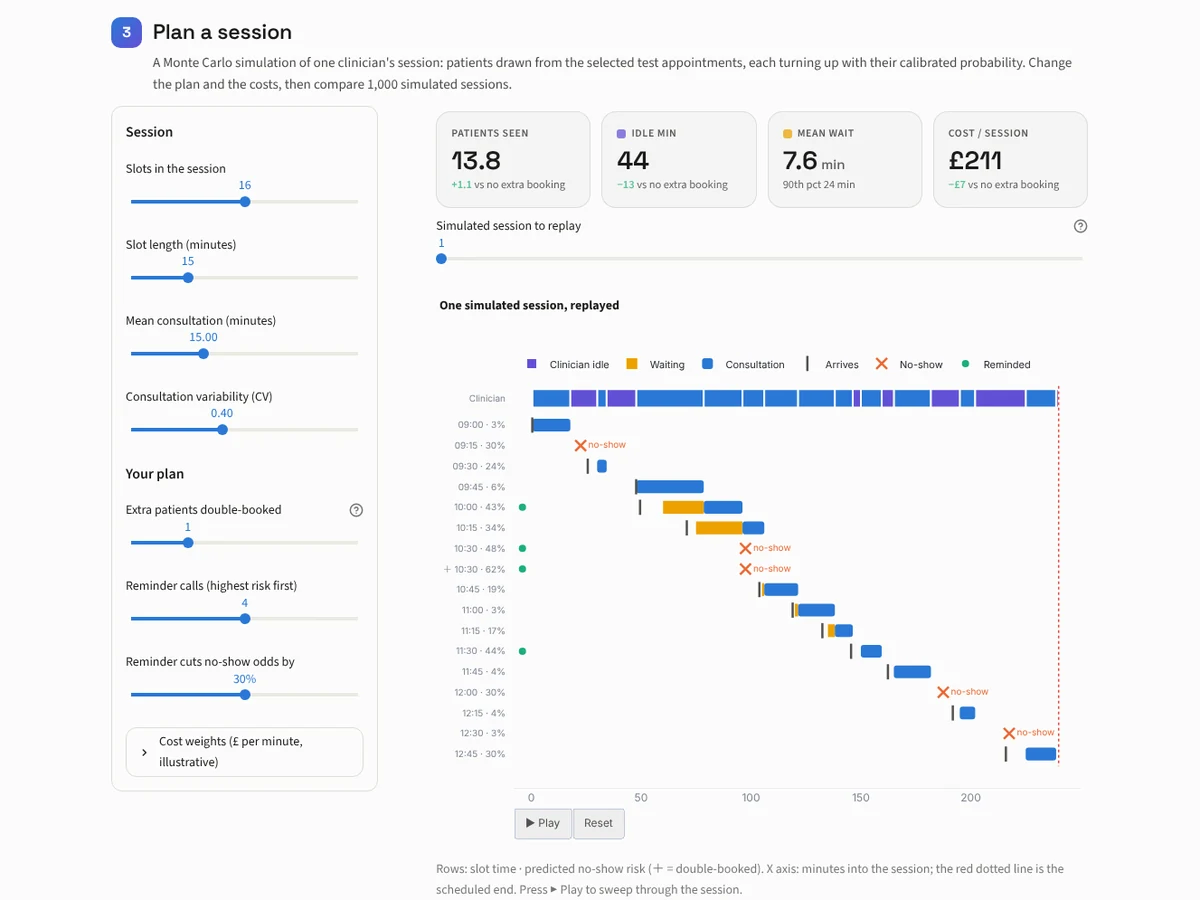 3 Plan a session
A Monte Carlo simulation of one clinician's session: patients drawn from the selected test appointments, each turning up with their calibrated probability. Change
the plan and the costs, then compare 1,000 simulated sessions.
Session
Slots in the session
16
Slot length (minutes)
15
Mean consultation (minutes)
15.00
Consultation variability (CV)
0.40
Your plan
Extra patients double-booked
1
Reminder calls (highest risk first)
4
Reminder cuts no-show odds by
30%
Cost weights (£ per minute,
illustrative)
PATIENTS SEEN
13.8
+1.1 vs no extra booking
IDLE MIN
44
−13 vs no extra booking
MEAN WAIT
7.6 min
90th pct 24 min
COST / SESSION
£211
−£7 vs no extra booking
Simulated session to replay
1
One simulated session, replayed
Clinician idle Waiting Consultation Arrives No-show Reminded
Clinician
09:00 · 3%
09:15 · 30% no-show
09:30 · 24%
09:45 · 6%
10:00 · 43%
10:15 · 34%
10:30 · 48% no-show
+ 10:30 · 62% no-show
10:45 · 19%
11:00 · 3%
11:15 · 17%
11:30 · 44%
11:45 · 4%
12:00 · 30% no-show
12:15 · 4%
12:30 · 3% no-show
12:45 · 30%
0 50 100 150 200
▶ Play Reset
Rows: slot time · predicted no-show risk (+ = double-booked). X axis: minutes into the session; the red dotted line is the
scheduled end. Press ▶ Play to sweep through the session.